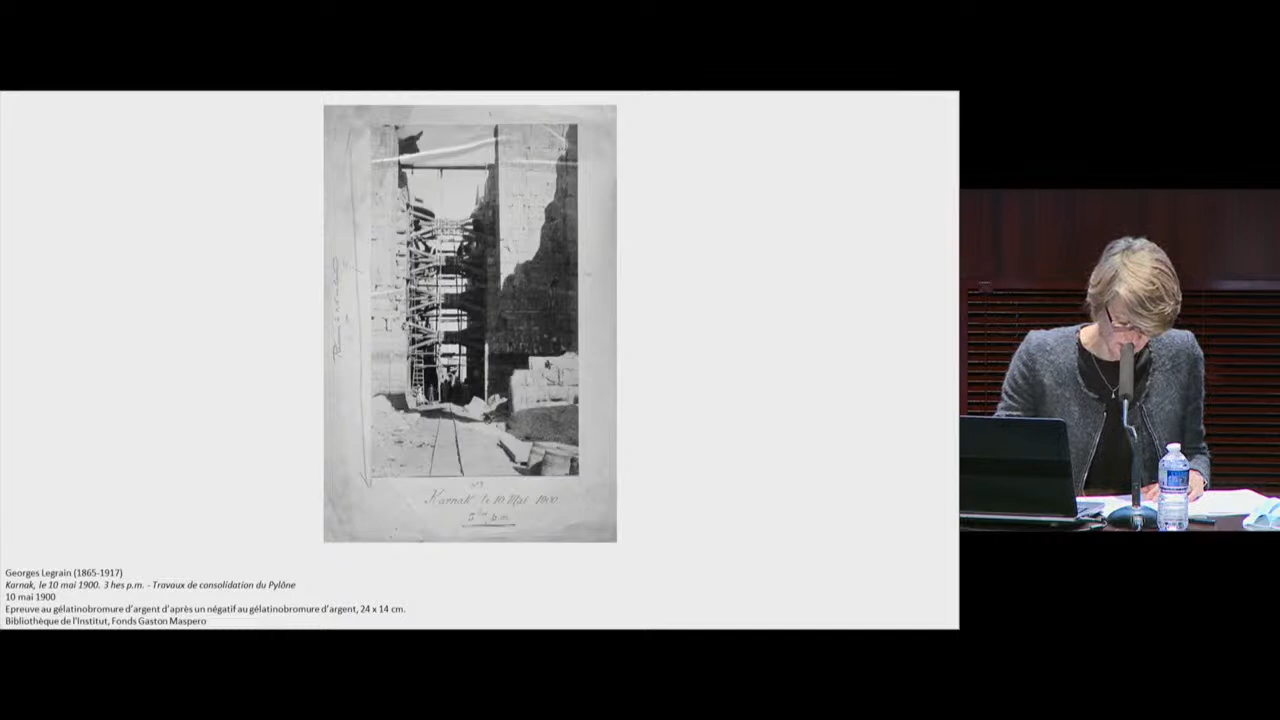 Karnak, le 10 Mai 1900.
Georges Legrain (1865-1917)
Karnak, le 10 mai 1900. 3 hes p.m. - Travaux de consolidation du Pylône
10 mai 1900
Epreuve au gélatinobromure d'argent d'après un négatif au gélatinobromure d'argent, 24 x 14 cm.
Bibliothèque de l'Institut, Fonds Gaston Maspero